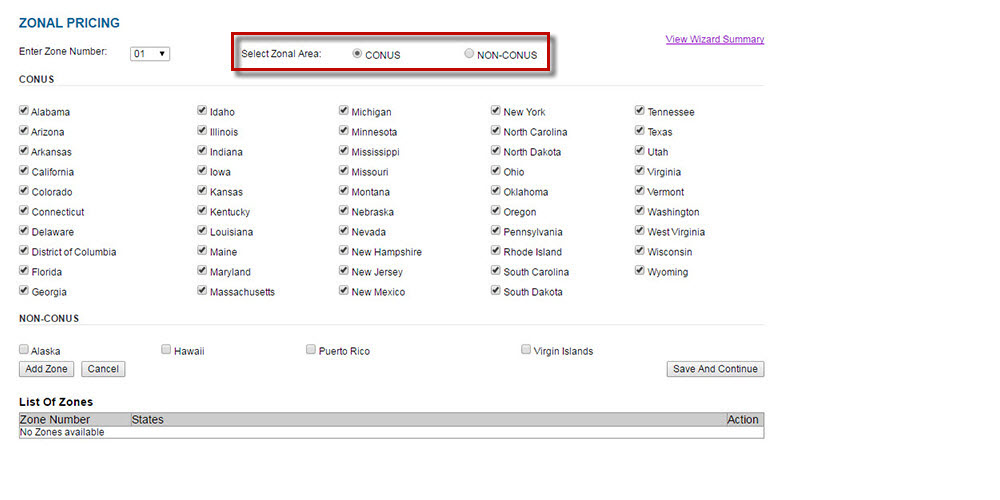 ZONAL PRICING
Enter Zone Number: 01 Select Zonal Area: CONUS NON-CONUS View Wizard Summary
CONUS
Alabama Idaho Michigan New York Tennessee
Arizona Illinois Minnesota North Carolina Texas
Arkansas Indiana Mississippi North Dakota Utah
California Iowa Missouri Ohio Virginia
Colorado Kansas Montana Oklahoma Vermont
Connecticut Kentucky Nebraska Oregon Washington
Delaware Louisiana Nevada Pennsylvania West Virginia
District of Columbia Maine New Hampshire Rhode Island Wisconsin
Florida Maryland New Jersey South Carolina Wyoming
Georgia Massachusetts New Mexico South Dakota
NON-CONUS
Alaska Hawaii Puerto Rico Virgin Islands
Add Zone Cancel Save And Continue
List Of Zones
Zone Number States Action
No Zones available